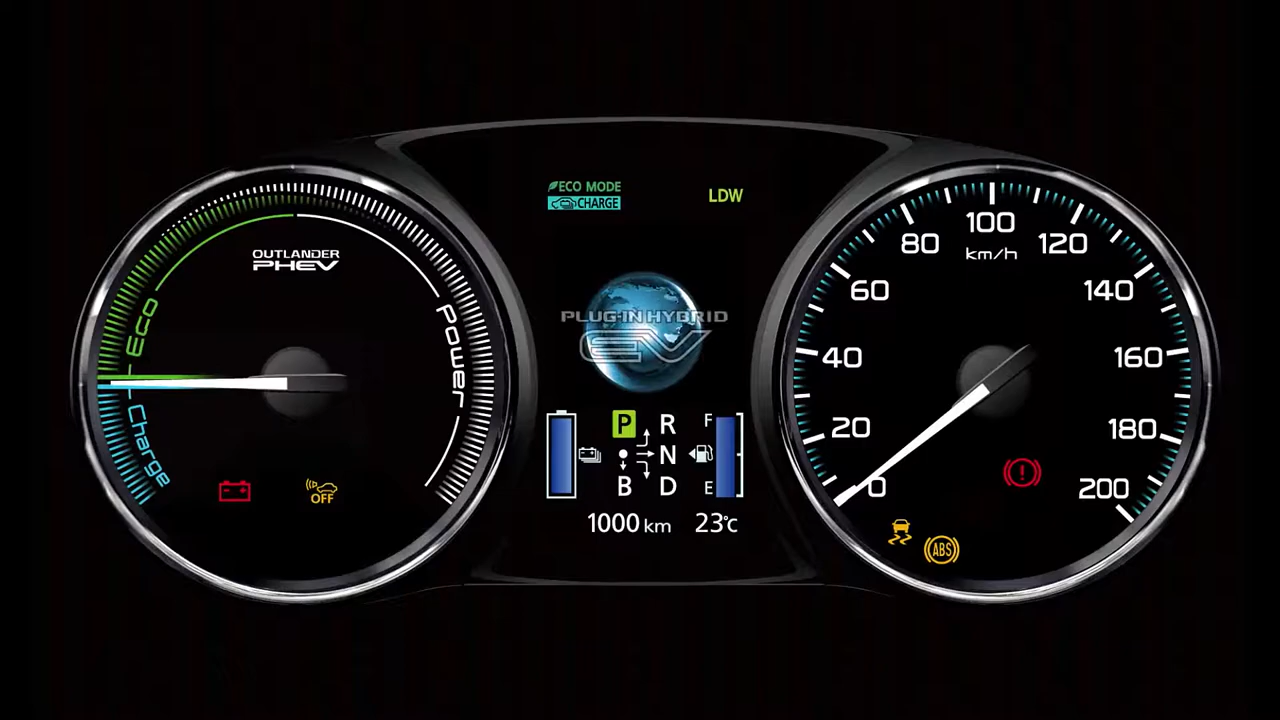 OUTLANDER
PHEV
Eco
Charge
Power
OFF
ECO MODE
CHARGE
LDW
PLUG-IN HYBRID
EV
P
R
N
B
D
F
E
1000 km
23°C
0
20
40
60
80
100
120
140
160
180
200
km/h
ABS